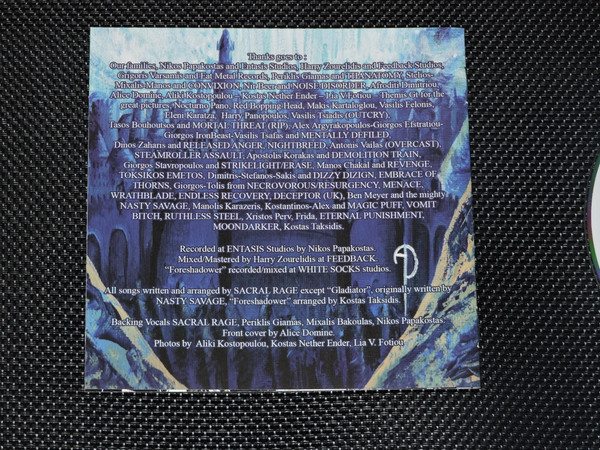 Thanks goes to :
Our families, Nikos Papakostas and Entasis Studios, Harry Zourelidis and Feedback Studios,
Grigoris Varsamis and Eat Metal Records, Periklis Giamas and THANATOMY, Stelios-
Mixalis-Manos and CONVIXION, Nir Beer and NOISE DISORDER, Afroditi Dimitriou,
Alice Domine, Aliki Kostopoulou – Kostas Nether Ender – Lia V.Fotiou – Themis Gif for the
great pictures, Nocturno Pano, Red Bopping Head, Makis Kartaloglou, Vasilis Felonis,
Eleni Karatza, Harry Panopoulos, Vasilis Tsiadis (OUTCRY).
Tasos Bouhoutsos and MORTAL THREAT (RIP), Alex Argyrakopoulos-Giorgos Efstratiou-
Giorgos IronBeast-Vasilis Tsafas and MENTALLY DEFILED.
Dinos Zaharis and RELEASED ANGER, NIGHTBREED, Antonis Vailas (OVERCAST),
STEAMROLLER ASSAULT, Apostolis Korakas and DEMOLITION TRAIN,
Giorgos Stavropoulos and STRIKELIGHT/ERASE, Manos Chakal and REVENGE,
TOKSIKOS EMETOS, Dimitris-Stefanos-Sakis and DIZZY DIZIGN, EMBRACE OF
THORNS, Giorgos-Tolis from NECROVOROUS/RESURGENCY, MENACE,
WRATHBLADE, ENDLESS RECOVERY, DECEPTOR (UK), Ben Meyer and the mighty
NASTY SAVAGE, Manolis Karazeris, Kostantinos-Alex and MAGIC PUFF, VOMIT
BITCH, RUTHLESS STEEL, Xristos Perv, Frida, ETERNAL PUNISHMENT,
MOONDARKER, Kostas Taksidis.
Recorded at ENTASIS Studios by Nikos Papakostas.
Mixed/Mastered by Harry Zourelidis at FEEDBACK
“Foreshadower” recorded/mixed at WHITE SOCKS studios.
All songs written and arranged by SACRAL RAGE except “Gladiator”, originally written by
NASTY SAVAGE, “Foreshadower” arranged by Kostas Taksidis.
Backing Vocals SACRAL RAGE, Periklis Giamas, Mixalis Bakoulas, Nikos Papakostas.
Front cover by Alice Domine.
Photos by Aliki Kostopoulou, Kostas Nether Ender, Lia V. Fotiou